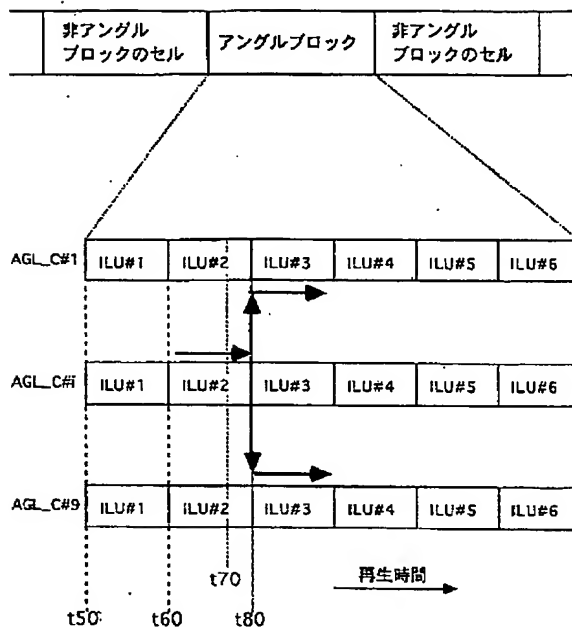 非アングル
ブロックのセル
アングルブロック
非アングル
ブロックのセル
AGL_C#1
ILU#1
ILU#2
ILU#3
ILU#4
ILU#5
ILU#6
AGL_C#i
ILU#1
ILU#2
ILU#3
ILU#4
ILU#5
ILU#6
AGL_C#9
ILU#1
ILU#2
ILU#3
ILU#4
ILU#5
ILU#6
t70
再生時間
t50
t60
t80